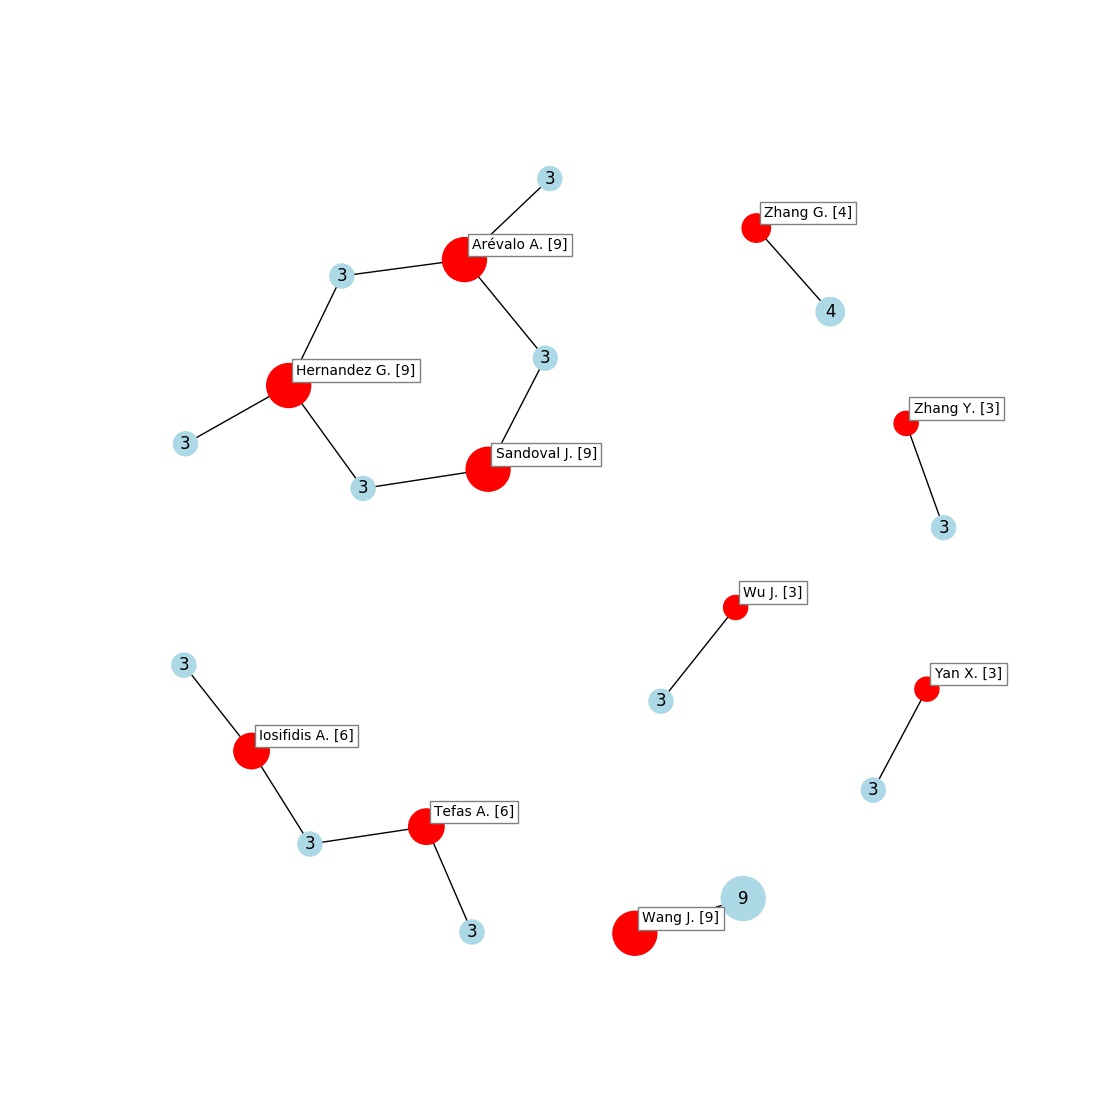 3
Zhang G. [4]
Arévalo A. [9]
3
4
3
Hernandez G. [9]
Zhang Y. [3]
3
Sandoval J. [9]
3
3
Wu J. [3]
3
Yan X. [3]
3
Iosifidis A. [6]
3
Tefas A. [6]
3
9
Wang J. [9]
3